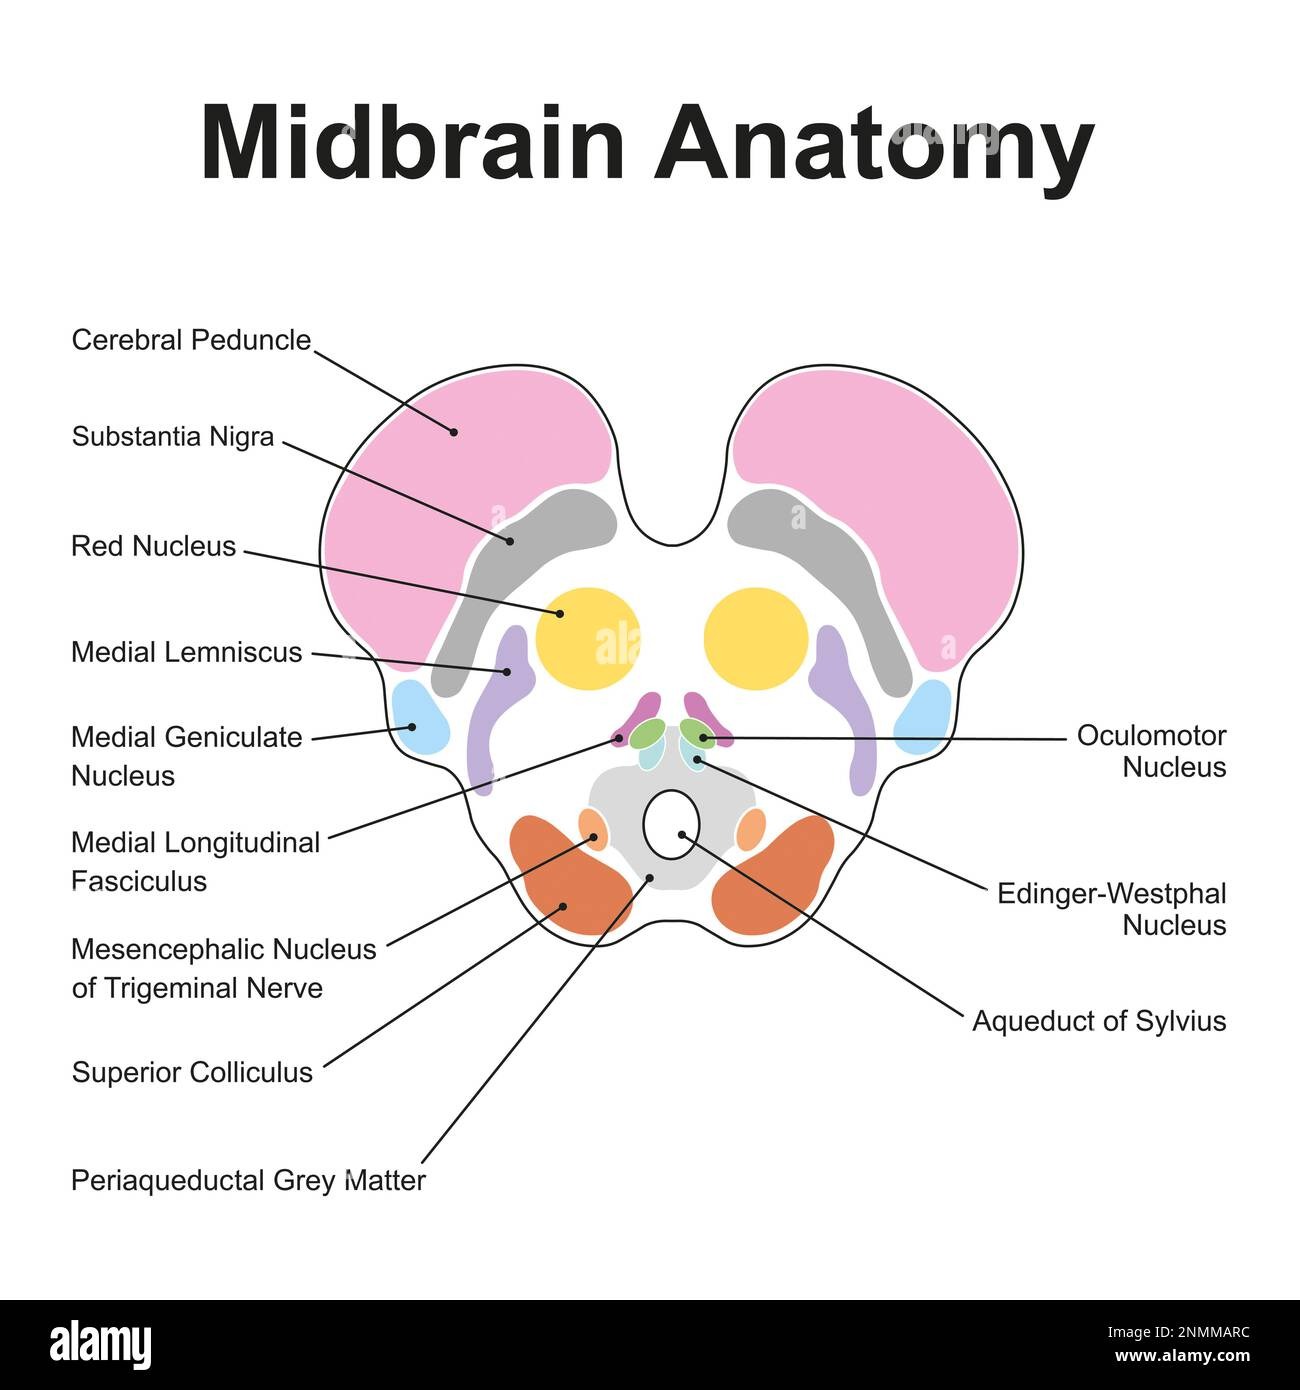 Midbrain Anatomy
Cerebral Peduncle
Substantia Nigra
Red Nucleus
Medial Lemniscus
Medial Geniculate
Nucleus
Medial Longitudinal
Fasciculus
Mesencephalic Nucleus
of Trigeminal Nerve
Superior Colliculus
Periaqueductal Grey Matter
Oculomotor
Nucleus
Edinger-Westphal
Nucleus
Aqueduct of Sylvius
a
a
alamy
a
a
alamy
Image ID: 2NMMARC
www.alamy.com